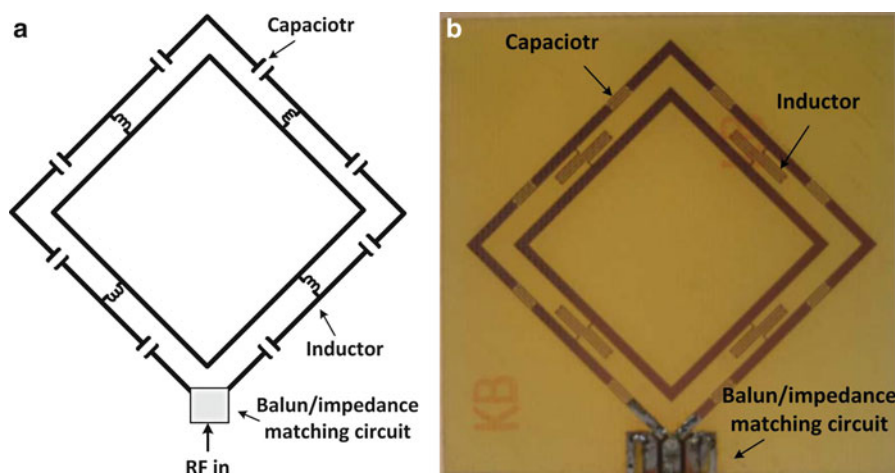 a
Capaciotr
Inductor
Balun/impedance
matching circuit
RF in
b
Capaciotr
Inductor
KB
Balun/impedance
matching circuit